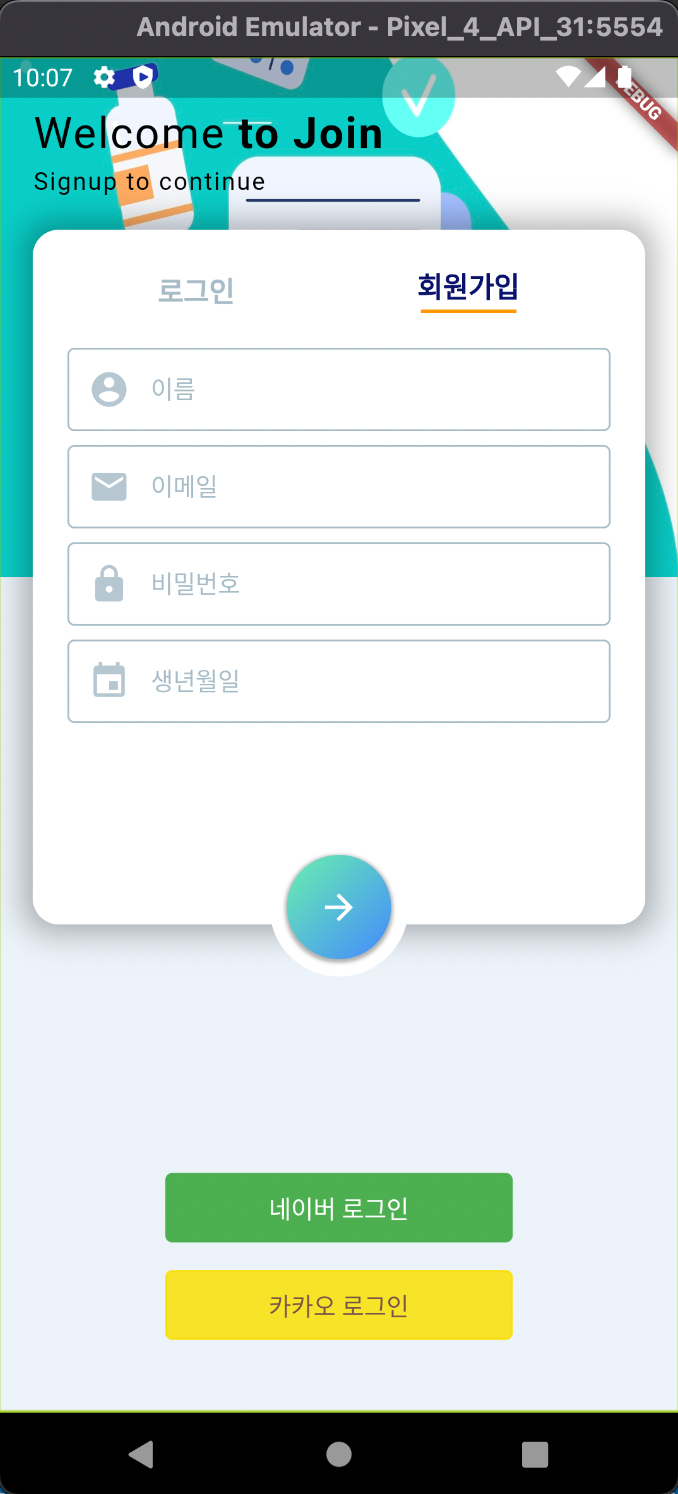 Android Emulator - Pixel_4_API_31:5554
10:07
DEBUG
Welcome to Join
Signup to continue
로그인
회원가입
이름
이메일
비밀번호
생년월일
네이버 로그인
카카오 로그인